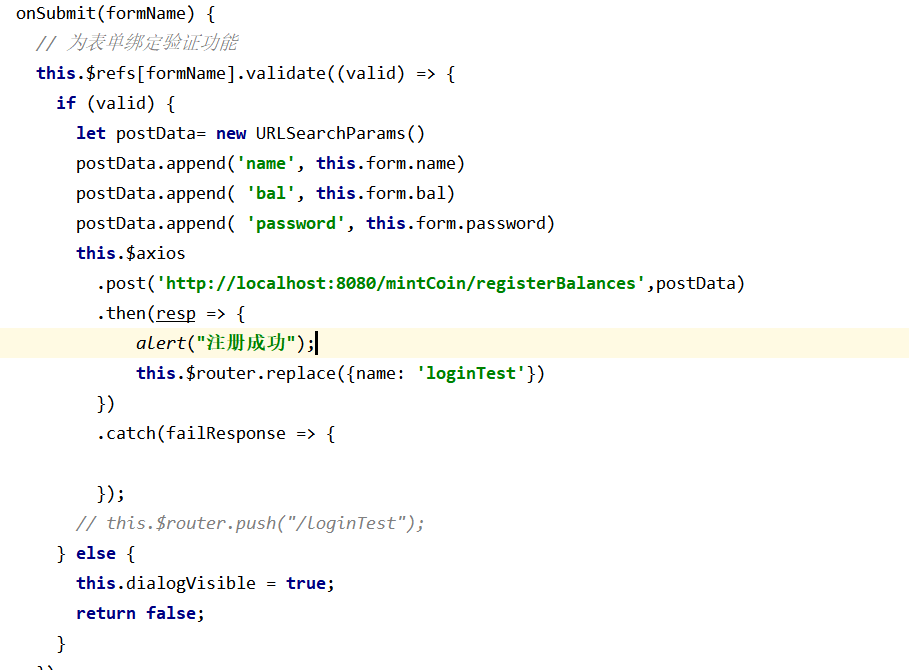 onSubmit(formName) {
// 为表单绑定验证功能
this.$refs[formName].validate((valid) => {
if (valid) {
let postData= new URLSearchParams()
postData.append('name', this.form.name)
postData.append( 'bal', this.form.bal)
postData.append( 'password', this.form.password)
this.$axios
.post('http://localhost:8080/mintCoin/registerBalances',postData)
.then(resp => {
alert("注册成功");
this.$router.replace({name: 'loginTest'})
})
.catch(failResponse => {
});
// this.$router.push("/loginTest");
} else {
this.dialogVisible = true;
return false;
}